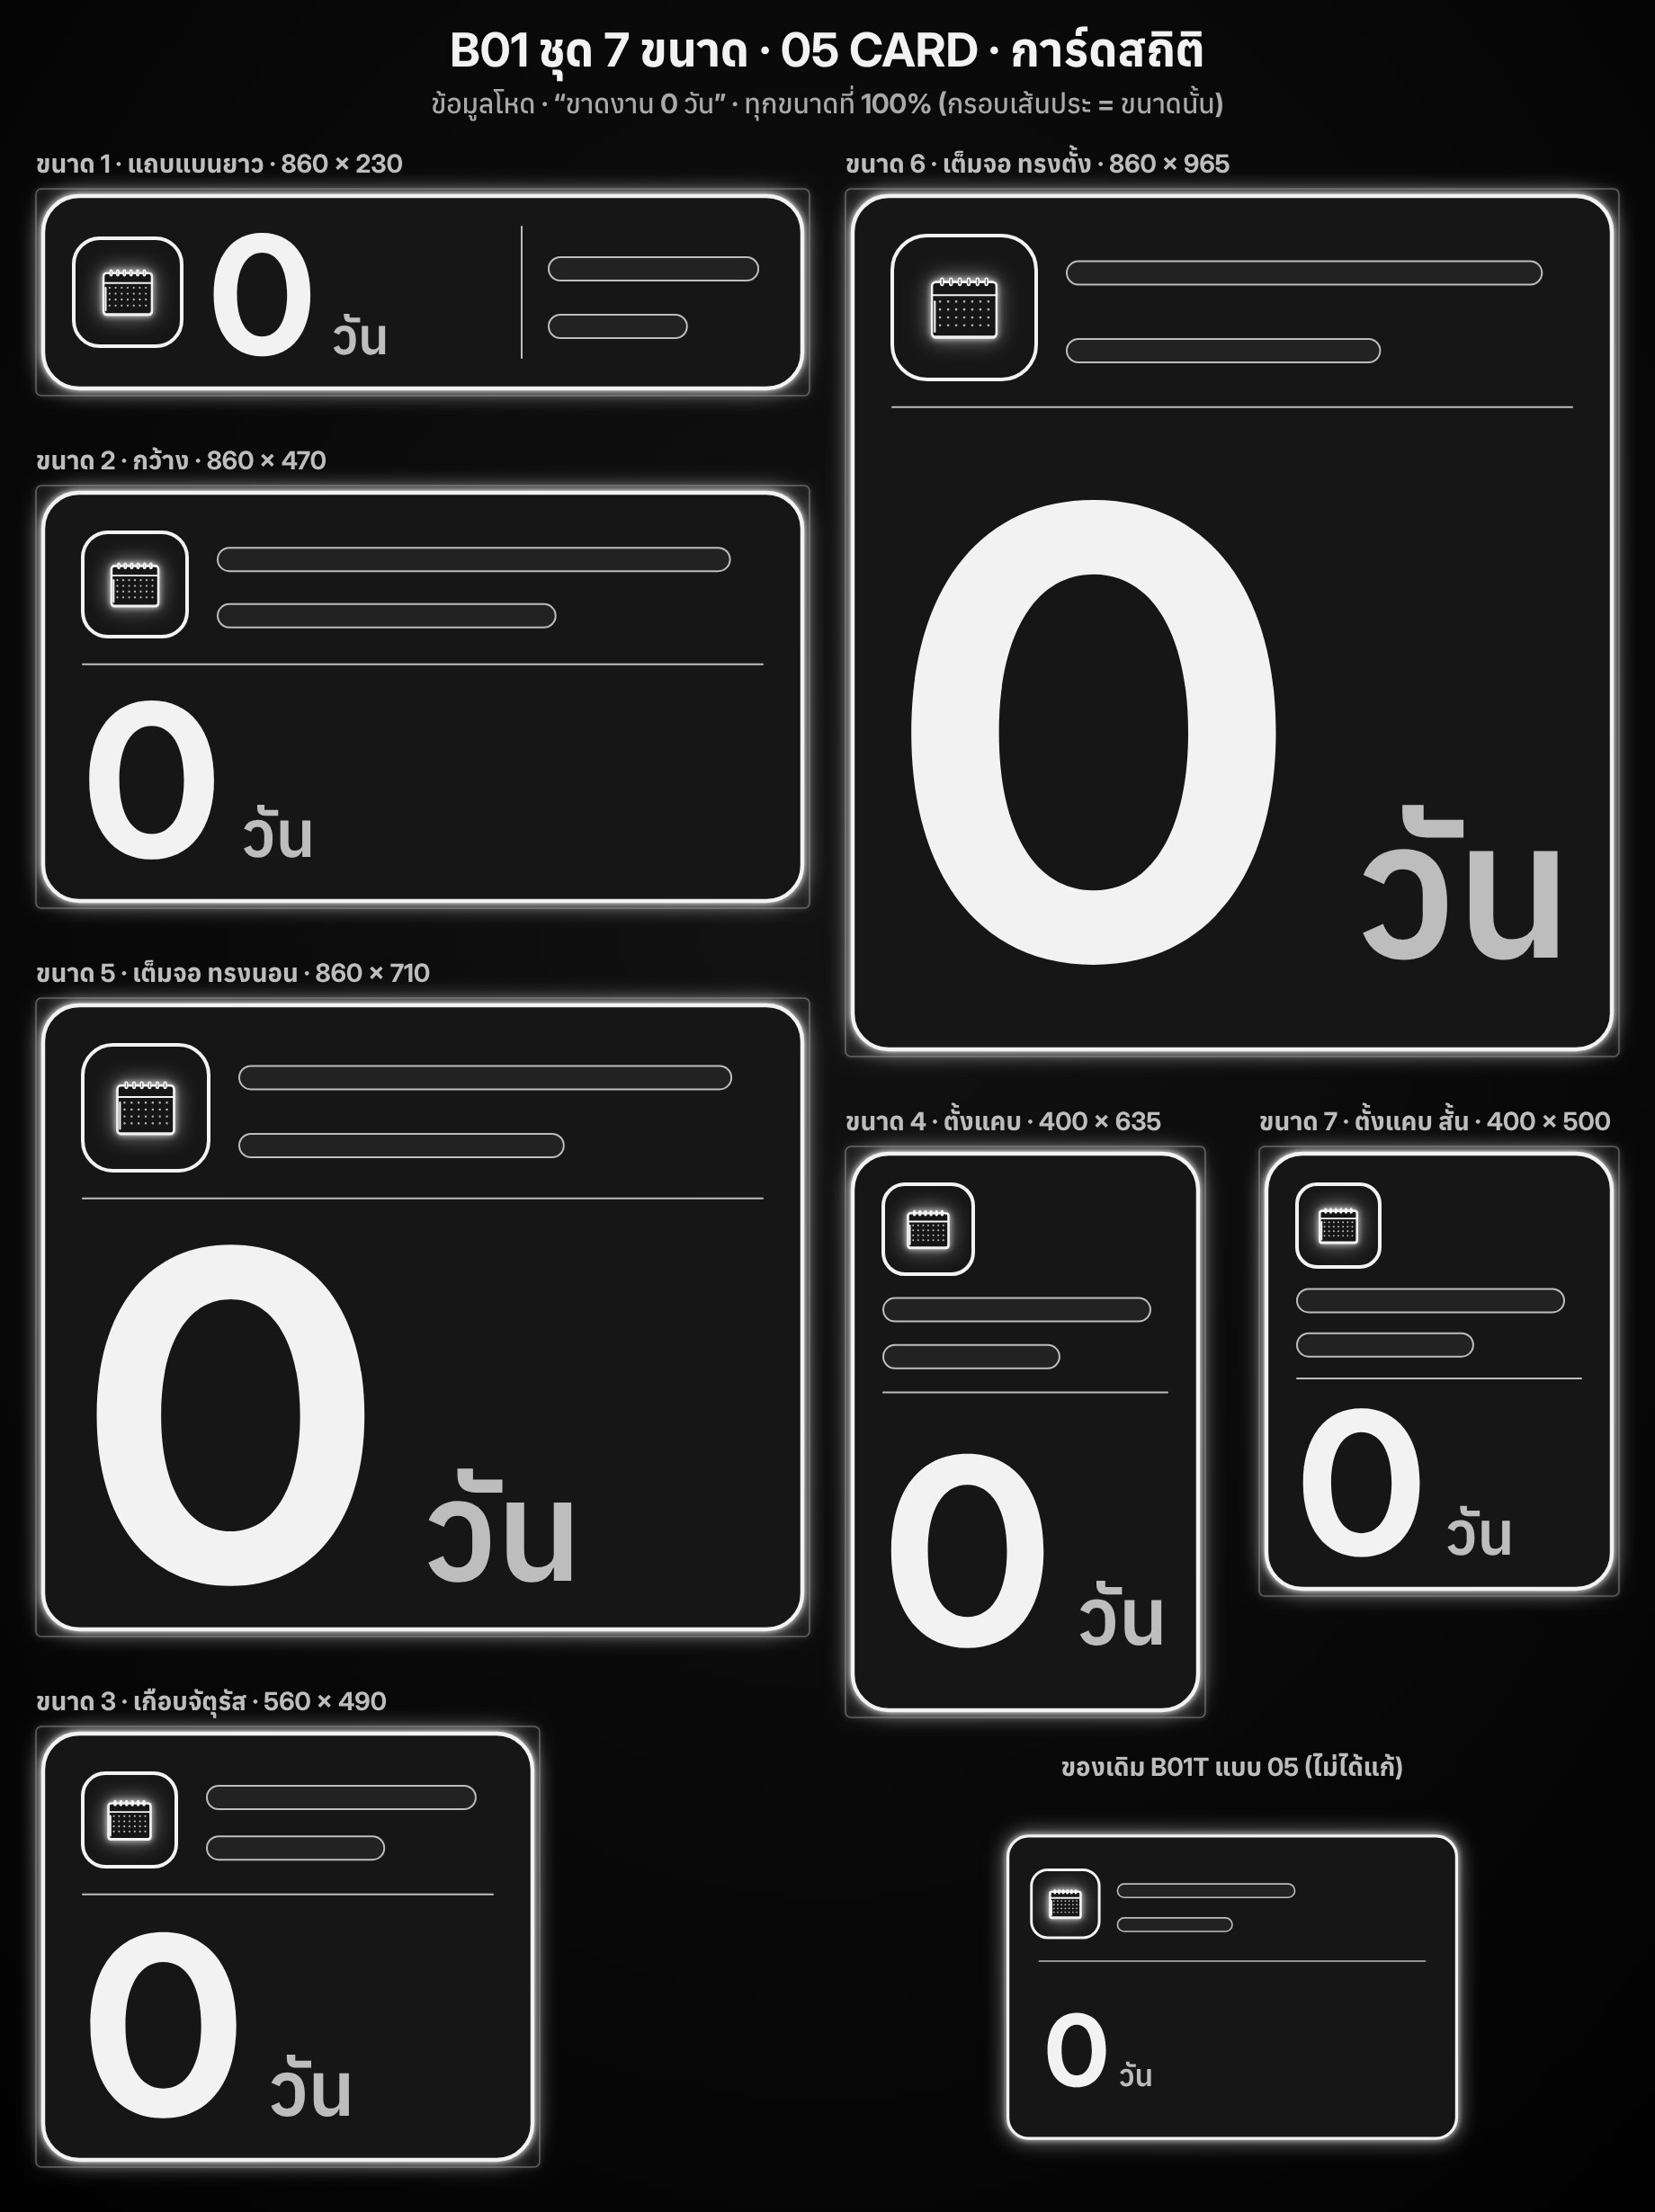 B01 ชุด 7 ขนาด · 05 CARD · การ์ดสถิติ
ข้อมูลโหด · “ขาดงาน 0 วัน” · ทุกขนาดที่ 100% (กรอบเส้นประ = ขนาดนั้น)
ขนาด 1 · แถบแบนยาว · 860 × 230
0 วัน
ขนาด 2 · กว้าง · 860 × 470
0 วัน
ขนาด 5 · เต็มจอ ทรงนอน · 860 × 710
0 วัน
ขนาด 3 · เกือบจัตุรัส · 560 × 490
0 วัน
ขนาด 6 · เต็มจอ ทรงตั้ง · 860 × 965
0 วัน
ขนาด 4 · ตั้งแคบ · 400 × 635
0 วัน
ขนาด 7 · ตั้งแคบ สั้น · 400 × 500
0 วัน
ของเดิม B01T แบบ 05 (ไม่ได้แก้)
0 วัน